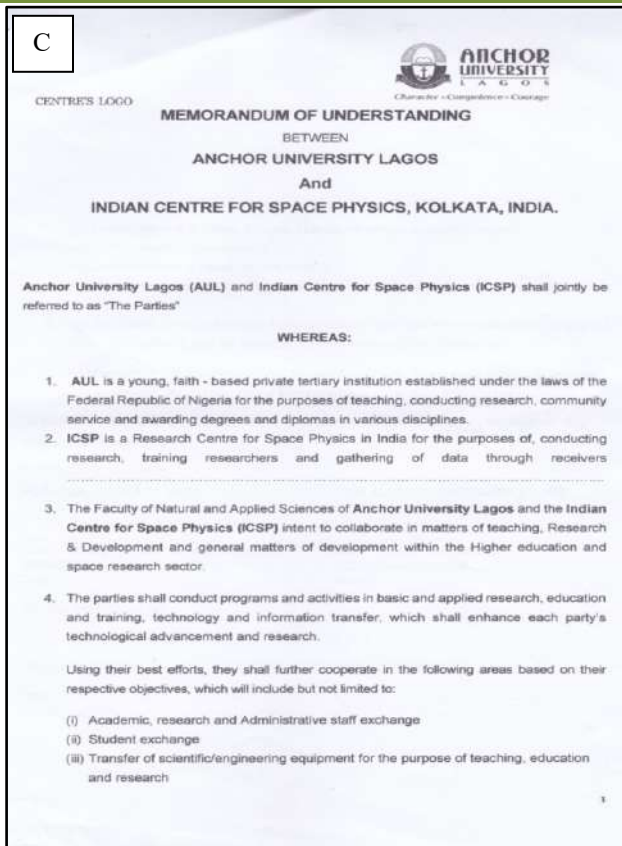 C
ANCHOR
UNIVERSITY
LAGOS
Character - Competence - Courage
CENTRE'S LOGO
MEMORANDUM OF UNDERSTANDING
BETWEEN
ANCHOR UNIVERSITY LAGOS
And
INDIAN CENTRE FOR SPACE PHYSICS, KOLKATA, INDIA.
Anchor University Lagos (AUL) and Indian Centre for Space Physics (ICSP) shall jointly be
referred to as "The Parties"
WHEREAS:
1. AUL is a young, faith - based private tertiary institution established under the laws of the
Federal Republic of Nigeria for the purposes of teaching, conducting research, community
service and awarding degrees and diplomas in various disciplines.
2. ICSP is a Research Centre for Space Physics in India for the purposes of, conducting
research, training researchers and gathering of data through receivers
3. The Faculty of Natural and Applied Sciences of Anchor University Lagos and the Indian
Centre for Space Physics (ICSP) intent to collaborate in matters of teaching, Research
& Development and general matters of development within the Higher education and
space research sector.
4. The parties shall conduct programs and activities in basic and applied research, education
and training, technology and information transfer, which shall enhance each party's
technological advancement and research.
Using their best efforts, they shall further cooperate in the following areas based on their
respective objectives, which will include but not limited to:
(i) Academic, research and Administrative staff exchange
(ii) Student exchange
(iii) Transfer of scientific/engineering equipment for the purpose of teaching, education
and research
1